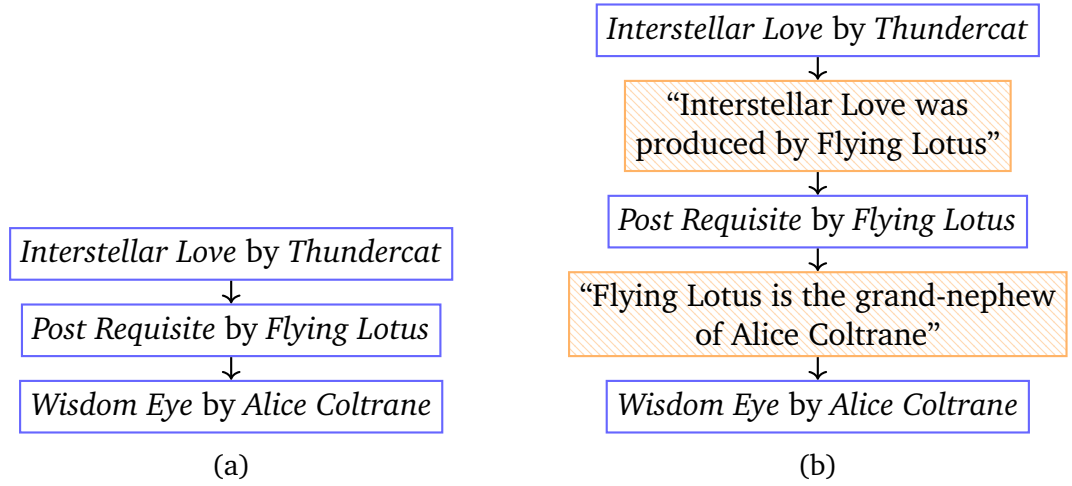 Interstellar Love by Thundercat
Post Requisite by Flying Lotus
Wisdom Eye by Alice Coltrane
(a)
Interstellar Love by Thundercat
“Interstellar Love was
produced by Flying Lotus”
Post Requisite by Flying Lotus
“Flying Lotus is the grand-nephew
of Alice Coltrane”
Wisdom Eye by Alice Coltrane
(b)